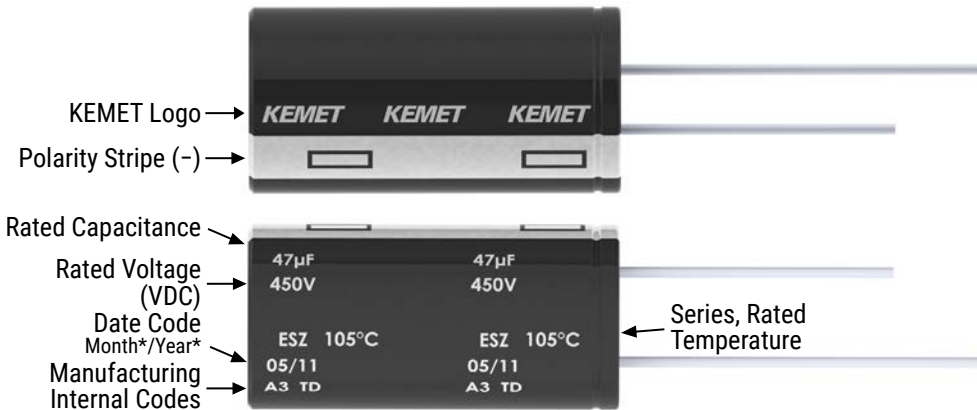 KEMET Logo
KEMET KEMET KEMET
Polarity Stripe (−)
Rated Capacitance
47µF 47µF
Rated Voltage
(VDC)
450V 450V
Date Code
Month*/Year*
ESZ 105°C ESZ 105°C
Series, Rated
Temperature
05/11 05/11
Manufacturing
Internal Codes
A3 TD A3 TD